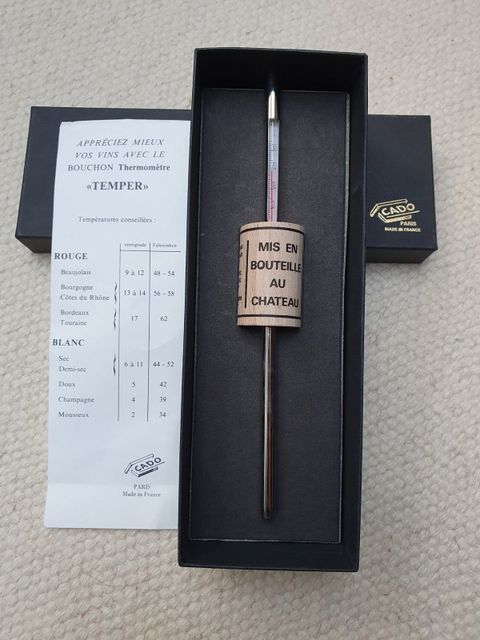 APPRÉCIEZ MIEUX
VOS VINS AVEC LE
BOUCHON Thermomètre
«TEMPER»
Températures conseillées :
centigrade Fahrenheit
ROUGE
Beaujolais 9 à 12 48 - 54
Bourgogne
Côtes du Rhône 13 à 14 56 - 58
Bordeaux
Touraine 17 62
BLANC
Sec
Demi-sec 6 à 11 44 - 52
Doux 5 42
Champagne 4 39
Mousseux 2 34
CADO
PARIS
Made in France
MIS EN
BOUTEILLE
AU
CHATEAU
CADO
PARIS
MADE IN FRANCE